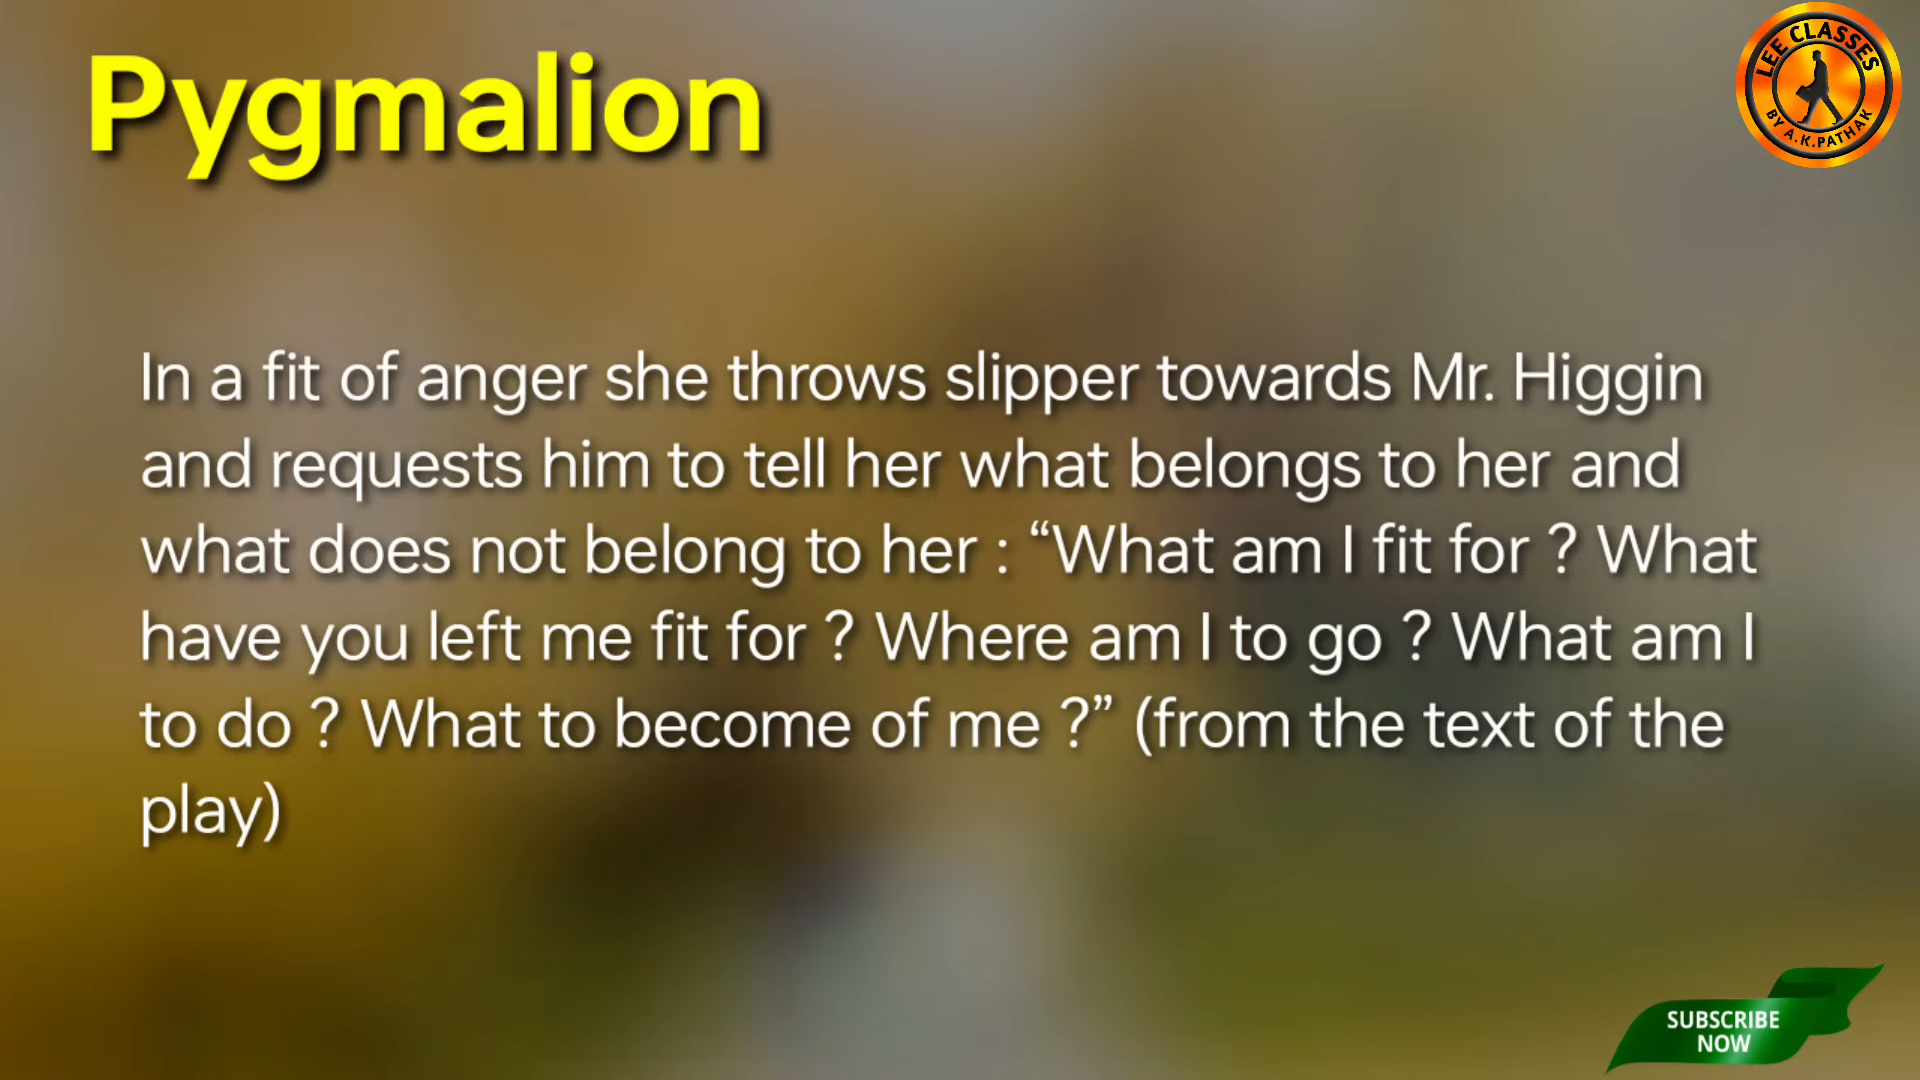 Pygmalion
LEE CLASSES
BY A.K.PATHAK
In a fit of anger she throws slipper towards Mr. Higgin
and requests him to tell her what belongs to her and
what does not belong to her : “What am I fit for ? What
have you left me fit for ? Where am I to go ? What am I
to do ? What to become of me ?” (from the text of the
play)
SUBSCRIBE
NOW